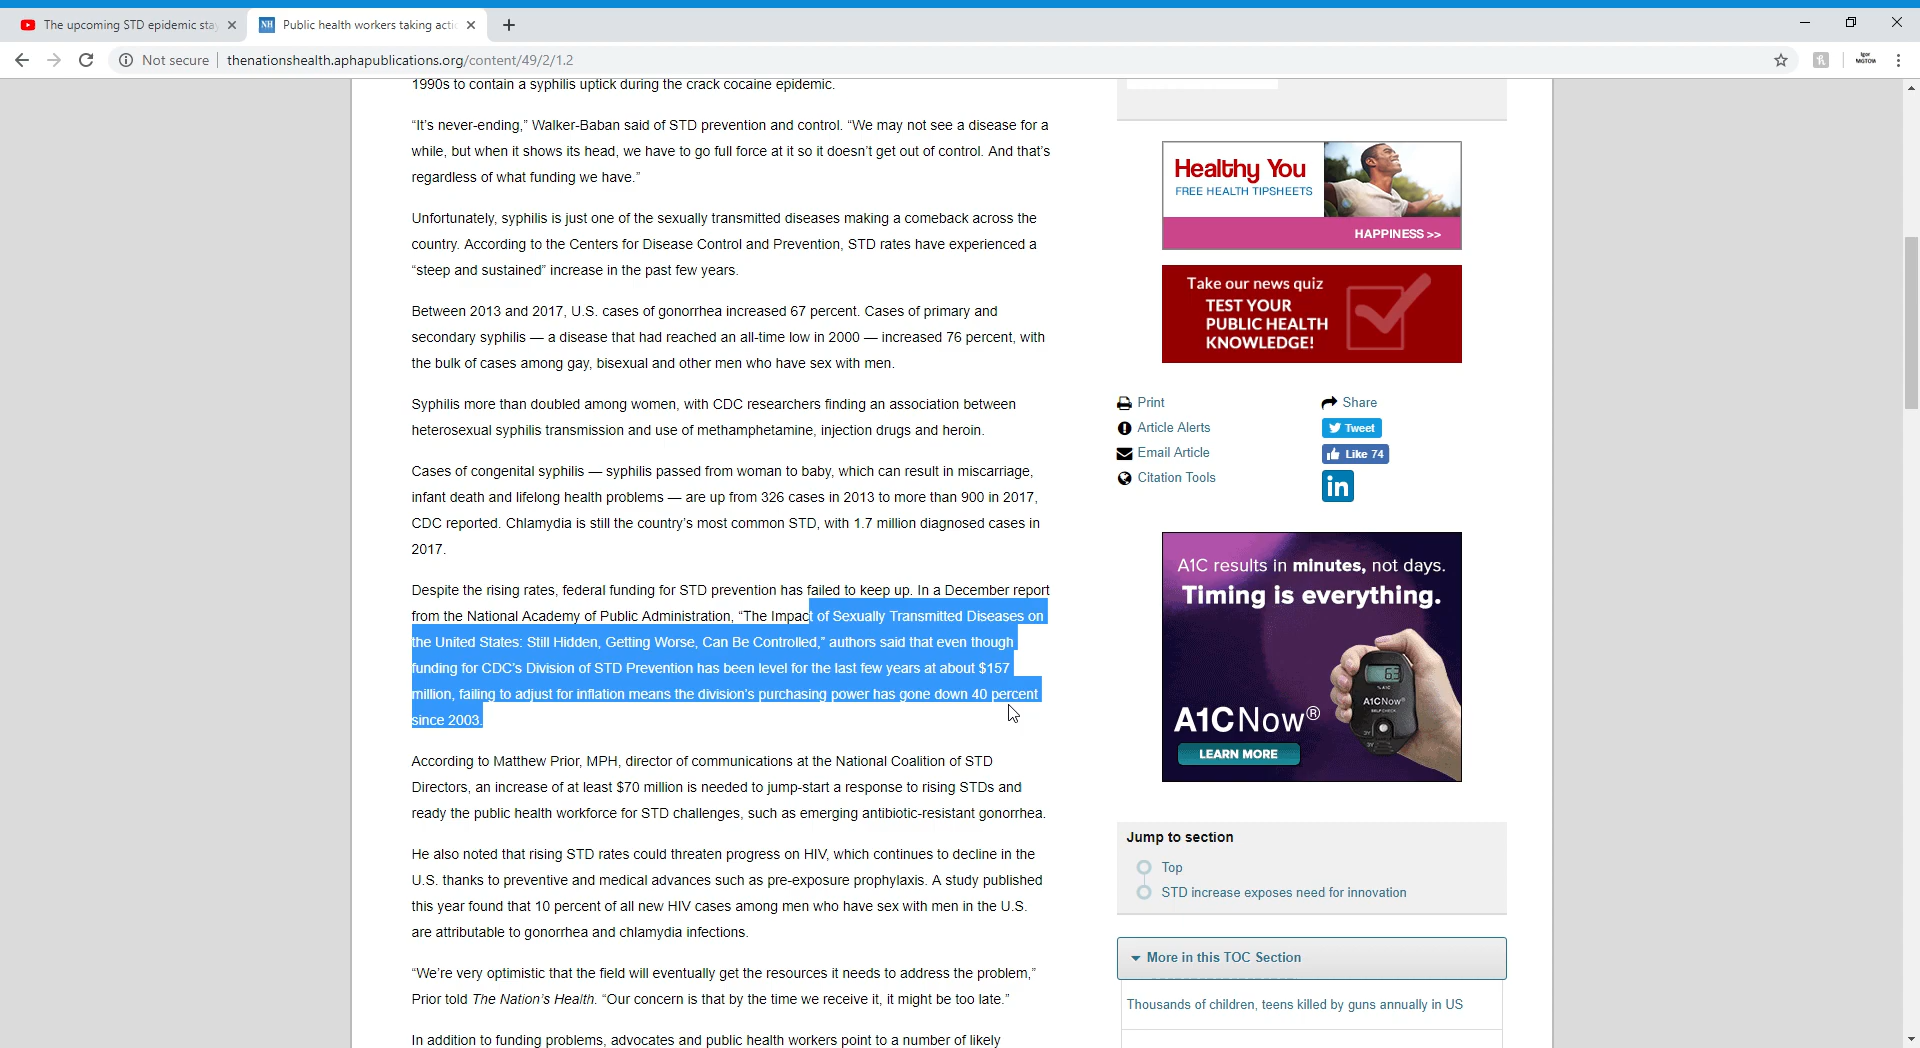 The upcoming STD epidemic sta
Public health workers taking actio
Not secure
thenationshealth.aphapublications.org/content/49/2/1.2
Igor
MGTOW
1990s to contain a syphilis uptick during the crack cocaine epidemic.
“It’s never-ending,” Walker-Baban said of STD prevention and control. “We may not see a disease for a
while, but when it shows its head, we have to go full force at it so it doesn’t get out of control. And that’s
regardless of what funding we have.”
Unfortunately, syphilis is just one of the sexually transmitted diseases making a comeback across the
country. According to the Centers for Disease Control and Prevention, STD rates have experienced a
“steep and sustained” increase in the past few years.
Between 2013 and 2017, U.S. cases of gonorrhea increased 67 percent. Cases of primary and
secondary syphilis — a disease that had reached an all-time low in 2000 — increased 76 percent, with
the bulk of cases among gay, bisexual and other men who have sex with men.
Syphilis more than doubled among women, with CDC researchers finding an association between
heterosexual syphilis transmission and use of methamphetamine, injection drugs and heroin.
Cases of congenital syphilis — syphilis passed from woman to baby, which can result in miscarriage,
infant death and lifelong health problems — are up from 326 cases in 2013 to more than 900 in 2017,
CDC reported. Chlamydia is still the country’s most common STD, with 1.7 million diagnosed cases in
2017.
Despite the rising rates, federal funding for STD prevention has failed to keep up. In a December report
from the National Academy of Public Administration, “The Impact of Sexually Transmitted Diseases on
the United States: Still Hidden, Getting Worse, Can Be Controlled,” authors said that even though
funding for CDC’s Division of STD Prevention has been level for the last few years at about $157
million, failing to adjust for inflation means the division’s purchasing power has gone down 40 percent
since 2003.
According to Matthew Prior, MPH, director of communications at the National Coalition of STD
Directors, an increase of at least $70 million is needed to jump-start a response to rising STDs and
ready the public health workforce for STD challenges, such as emerging antibiotic-resistant gonorrhea.
He also noted that rising STD rates could threaten progress on HIV, which continues to decline in the
U.S. thanks to preventive and medical advances such as pre-exposure prophylaxis. A study published
this year found that 10 percent of all new HIV cases among men who have sex with men in the U.S.
are attributable to gonorrhea and chlamydia infections.
“We’re very optimistic that the field will eventually get the resources it needs to address the problem,”
Prior told The Nation’s Health. “Our concern is that by the time we receive it, it might be too late.”
In addition to funding problems, advocates and public health workers point to a number of likely
Healthy You
FREE HEALTH TIPSHEETS
HAPPINESS >>
Take our news quiz
TEST YOUR
PUBLIC HEALTH
KNOWLEDGE!
Print
Article Alerts
Email Article
Citation Tools
Share
Tweet
Like 74
in
A1C results in minutes, not days.
Timing is everything.
A1CNow®
LEARN MORE
Jump to section
Top
STD increase exposes need for innovation
More in this TOC Section
Thousands of children, teens killed by guns annually in US